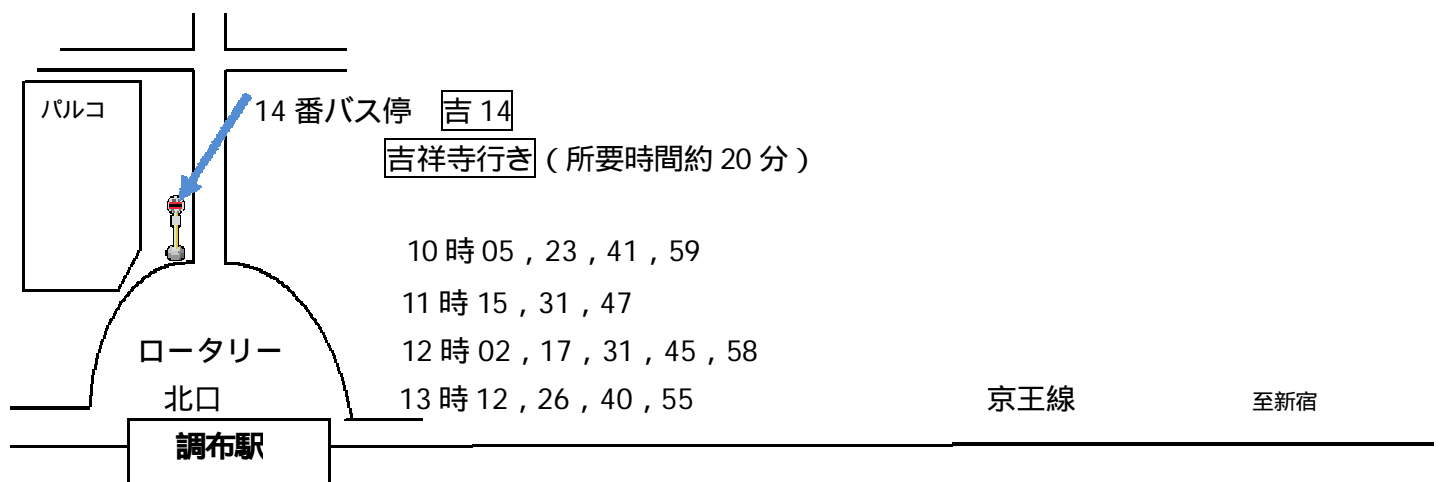 パルコ
14 番バス停 吉 14
吉祥寺行き ( 所要時間約 20 分 )
10 時 05 , 23 , 41 , 59
11 時 15 , 31 , 47
ロータリー
12 時 02 , 17 , 31 , 45 , 58
北口
13 時 12 , 26 , 40 , 55
京王線
至新宿
調布駅